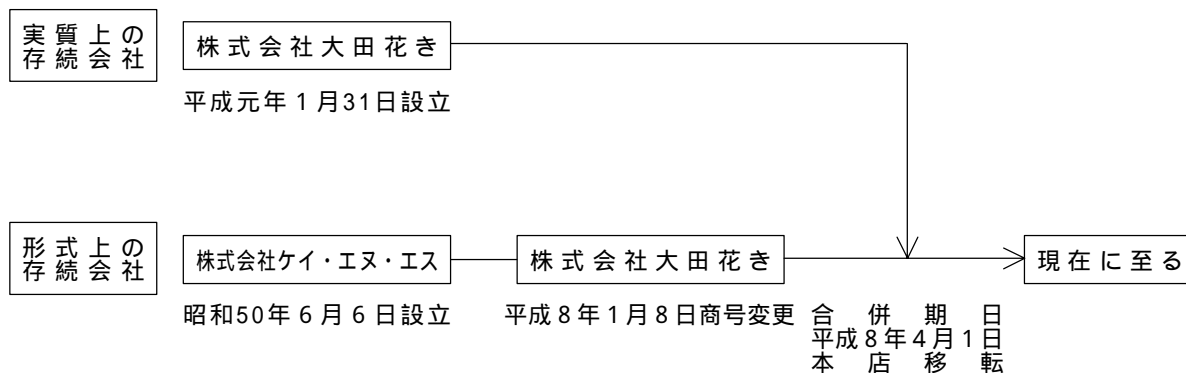 実質上の
存続会社
株式会社大田花き
平成元年１月31日設立
形式上の
存続会社
株式会社ケイ・エヌ・エス
株式会社大田花き
現在に至る
昭和50年６月６日設立
平成８年１月８日商号変更
合併期日
平成８年４月１日
本店移転